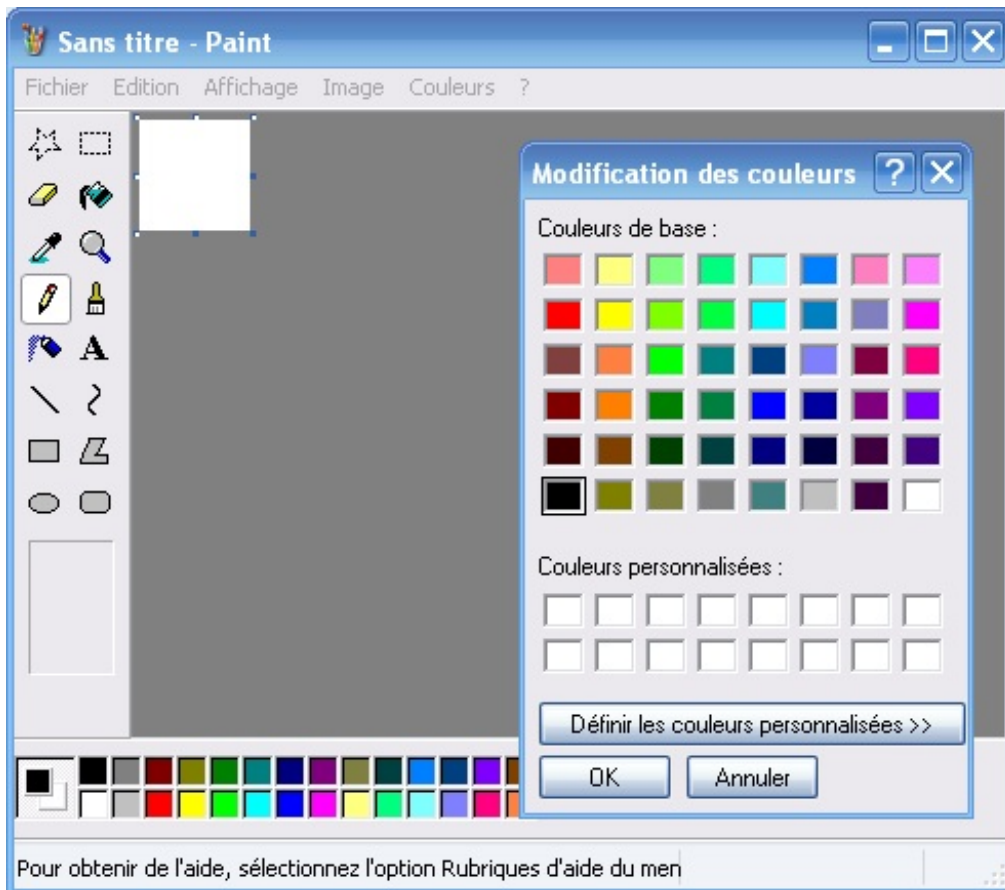 Sans titre - Paint
Fichier Edition Affichage Image Couleurs ?
A
Modification des couleurs ?
Couleurs de base :
Couleurs personnalisées :
Définir les couleurs personnalisées >>
OK Annuler
Pour obtenir de l'aide, sélectionnez l'option Rubriques d'aide du men